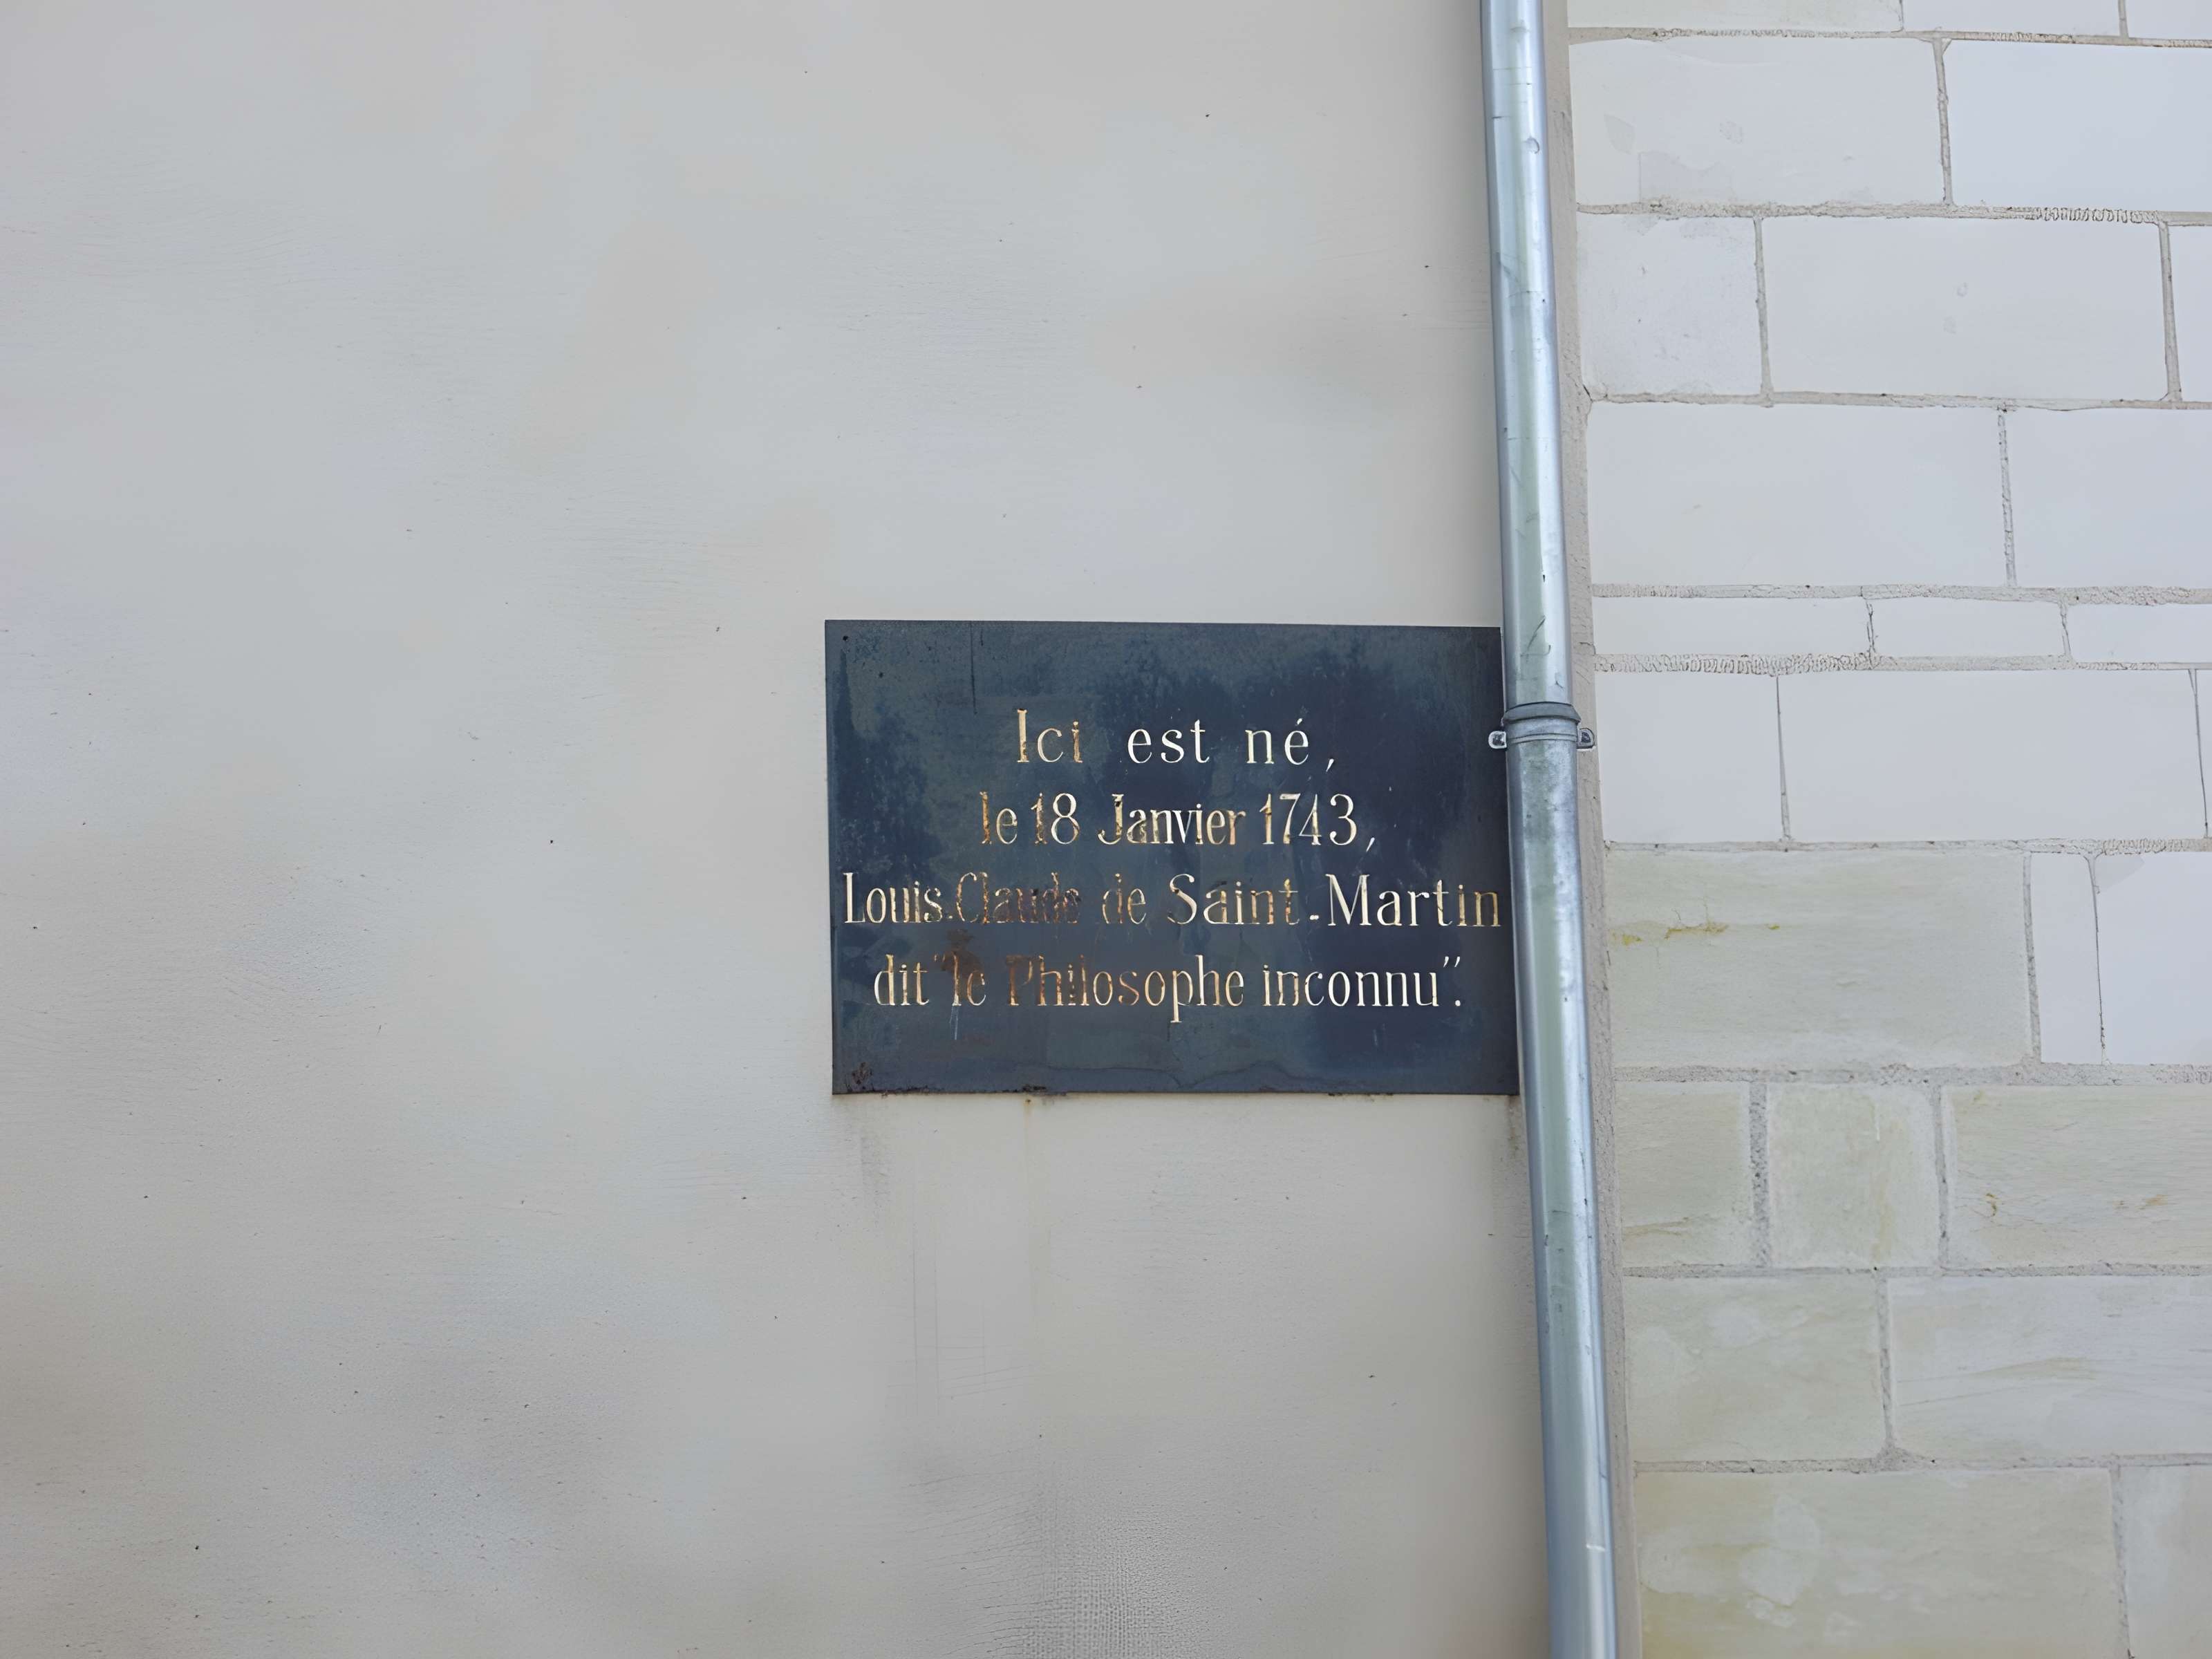 Ici est né,
le 18 Janvier 1743,
Louis-Claude de Saint-Martin
dit "le Philosophe inconnu".